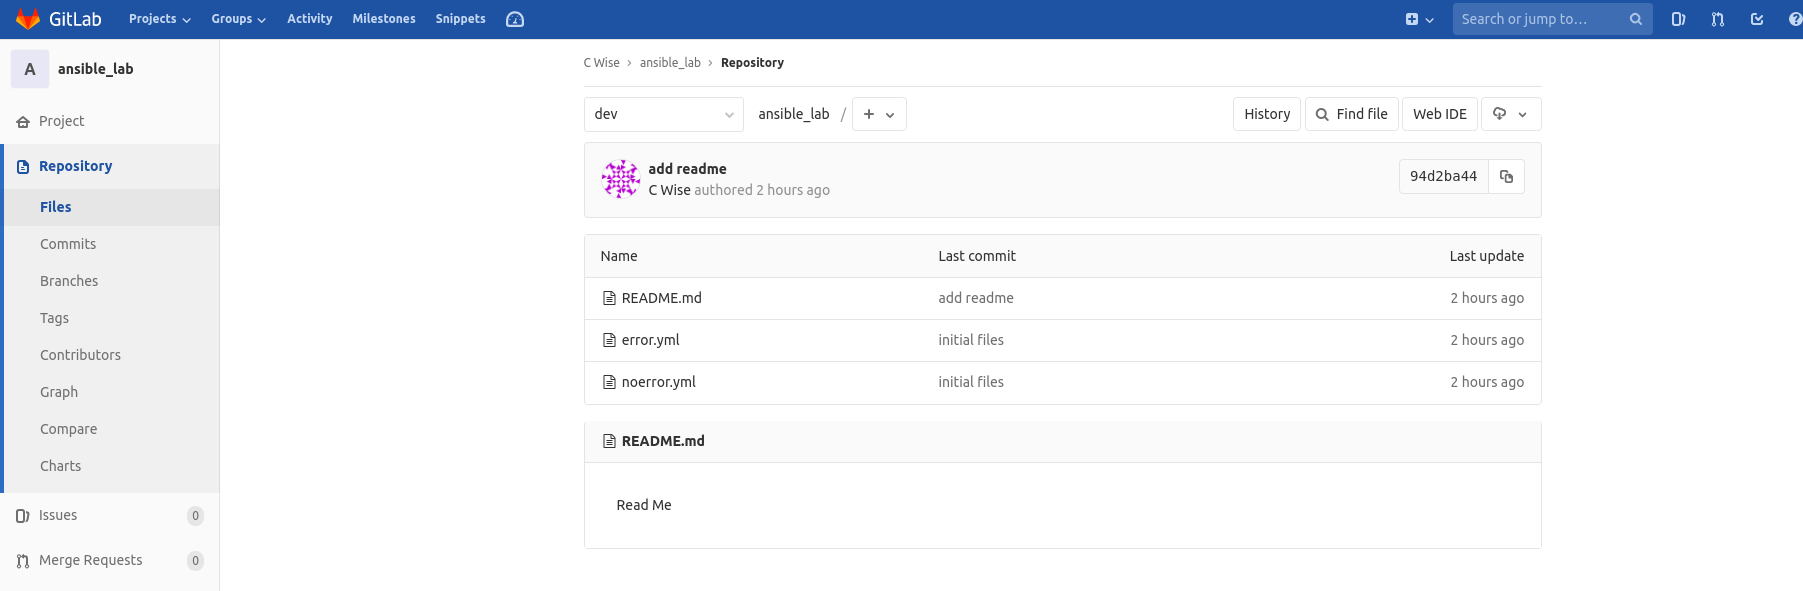 GitLab Projects Groups Activity Milestones Snippets Search or jump to... ?
A ansible_lab
Project
Repository
Files
Commits
Branches
Tags
Contributors
Graph
Compare
Charts
Issues 0
Merge Requests 0
C Wise › ansible_lab › Repository
dev ansible_lab / + History Find file Web IDE
add readme
C Wise authored 2 hours ago
94d2ba44
Name Last commit Last update
README.md add readme 2 hours ago
error.yml initial files 2 hours ago
noerror.yml initial files 2 hours ago
README.md
Read Me